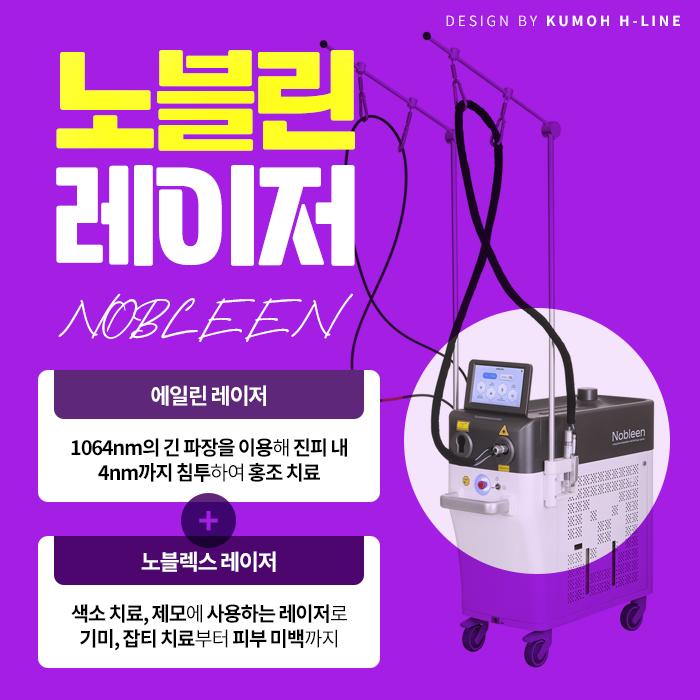 DESIGN BY KUMOH H-LINE
노블린
레이저
NOBLEEN
에일린 레이저
1064nm의 긴 파장을 이용해 진피 내
4nm까지 침투하여 홍조 치료
+
노블렉스 레이저
색소 치료, 제모에 사용하는 레이저로
기미, 잡티 치료부터 피부 미백까지
Nobleen